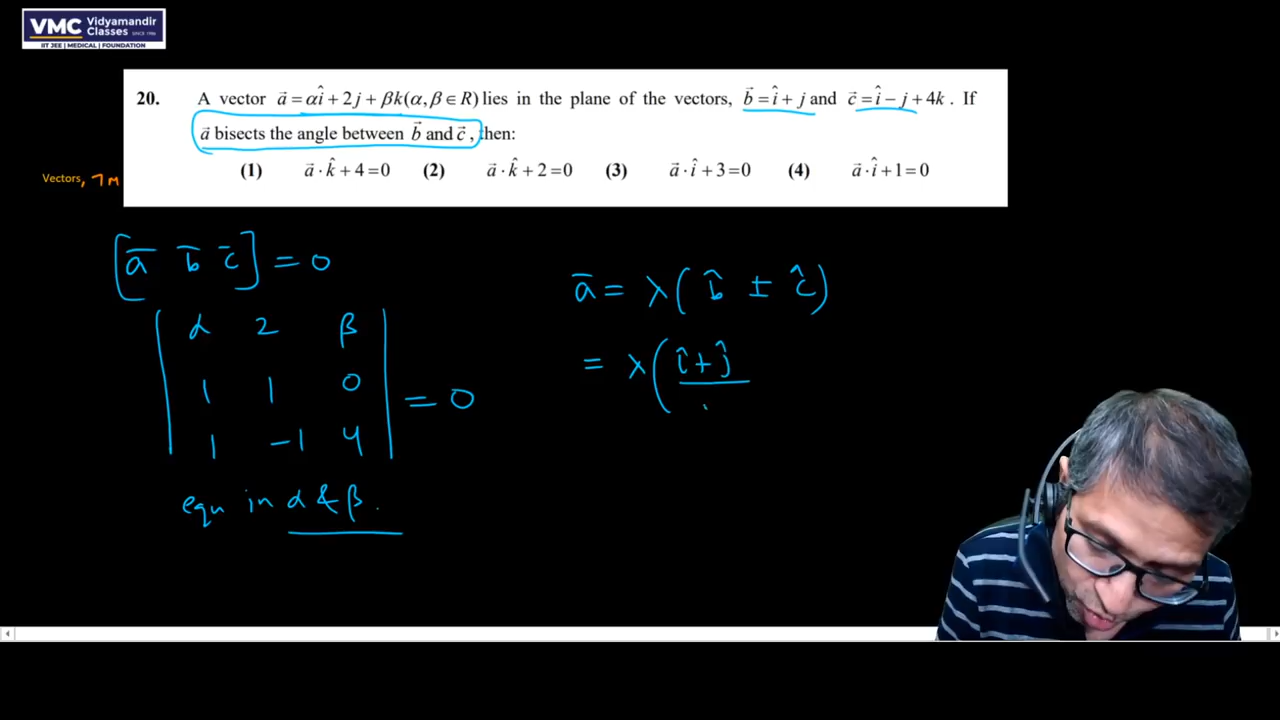 VMC Vidyamandir Classes SINCE 1986
IIT JEE | MEDICAL | FOUNDATION
20. A vector a⃗ = αî + 2j + βk(α, β ∈ R) lies in the plane of the vectors, b⃗ = î + j and c⃗ = î − j + 4k . If
a⃗ bisects the angle between b⃗ and c⃗ , then:
(1) a⃗ · k̂ + 4 = 0 (2) a⃗ · k̂ + 2 = 0 (3) a⃗ · î + 3 = 0 (4) a⃗ · î + 1 = 0
Vectors, 7M
[a̅ b̅ c̅] = 0
α 2 β
1 1 0
1 -1 4
= 0
equ in α & β.
a̅ = λ( b̂ ± ĉ )
= λ( î + ĵ